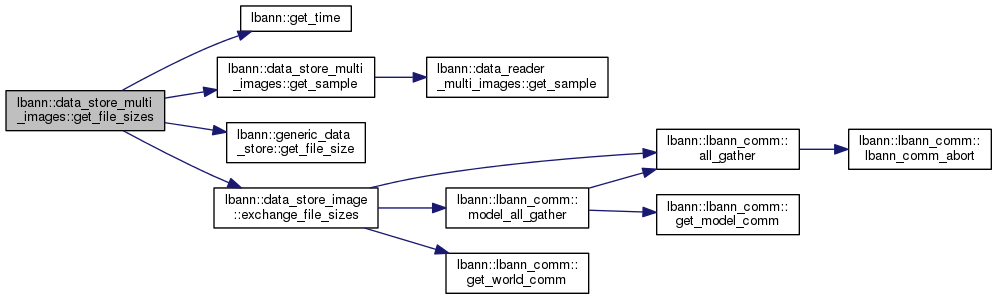 lbann::get_time
lbann::data_store_multi
_images::get_sample
lbann::data_reader
_multi_images::get_sample
lbann::data_store_multi
_images::get_file_sizes
lbann::generic_data
_store::get_file_size
lbann::lbann_comm::
all_gather
lbann::lbann_comm::
lbann_comm_abort
lbann::data_store_image
::exchange_file_sizes
lbann::lbann_comm::
model_all_gather
lbann::lbann_comm::
get_model_comm
lbann::lbann_comm::
get_world_comm